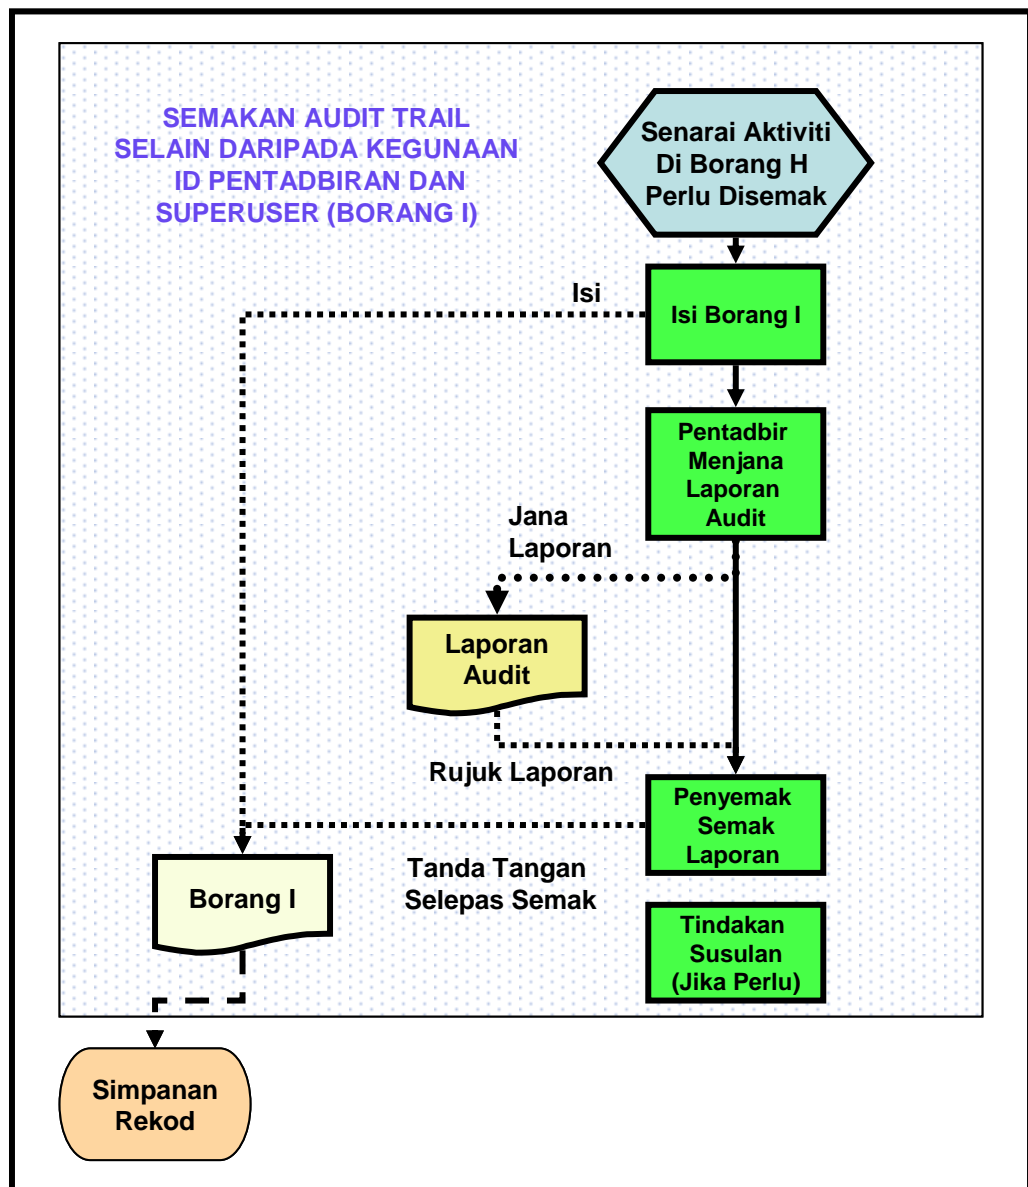 SEMAKAN AUDIT TRAIL
SELAIN DARIPADA KEGUNAAN
ID PENTADBIRAN DAN
SUPERUSER (BORANG I)
Senarai Aktiviti
Di Borang H
Perlu Disemak
Isi
Isi Borang I
Pentadbir
Menjana
Laporan
Audit
Jana
Laporan
Laporan
Audit
Rujuk Laporan
Penyemak
Semak
Laporan
Tanda Tangan
Selepas Semak
Borang I
Tindakan
Susulan
(Jika Perlu)
Simpanan
Rekod